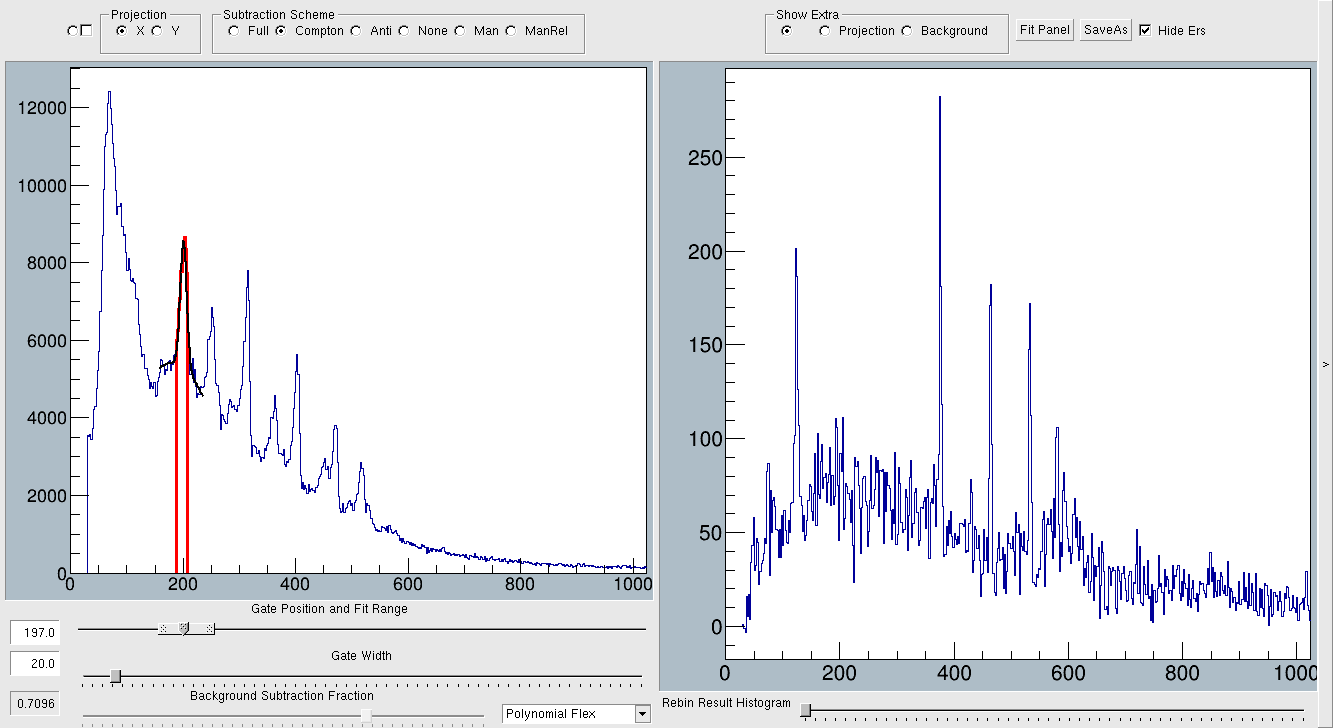 Projection
X Y
Subtraction Scheme
Full Compton Anti None Man ManRel
Show Extra
Projection Background
Fit Panel
SaveAs
Hide Ers
12000
10000
8000
6000
4000
2000
0
0 200 400 600 800 1000
250
200
150
100
50
0
0 200 400 600 800 1000
>
Gate Position and Fit Range
197.0
Gate Width
20.0
Background Subtraction Fraction
0.7096
Polynomial Flex
Rebin Result Histogram